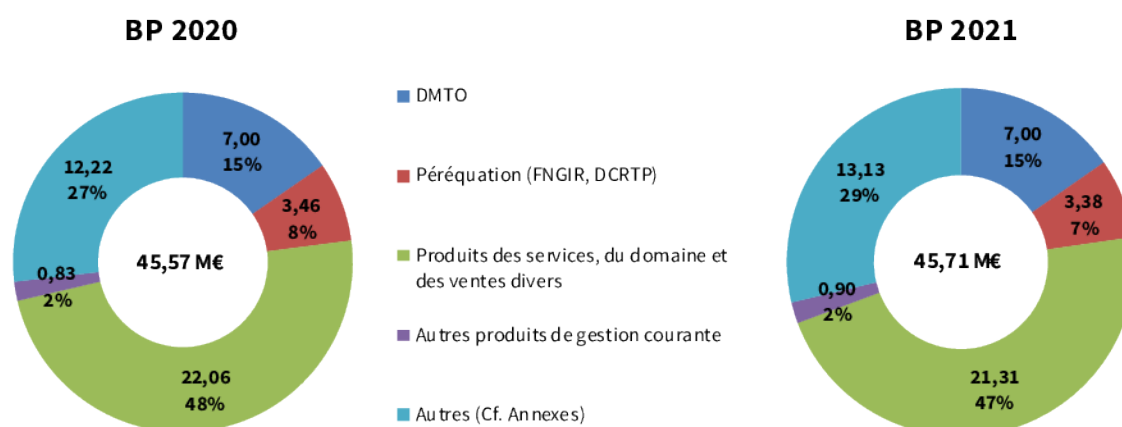 BP 2020
7,00
15%
3,46
8%
22,06
48%
0,83
2%
12,22
27%
45,57 M€
DMTO
Péréquation (FNGIR, DCRTP)
Produits des services, du domaine et
des ventes divers
Autres produits de gestion courante
Autres (Cf. Annexes)
BP 2021
7,00
15%
3,38
7%
21,31
47%
0,90
2%
13,13
29%
45,71 M€